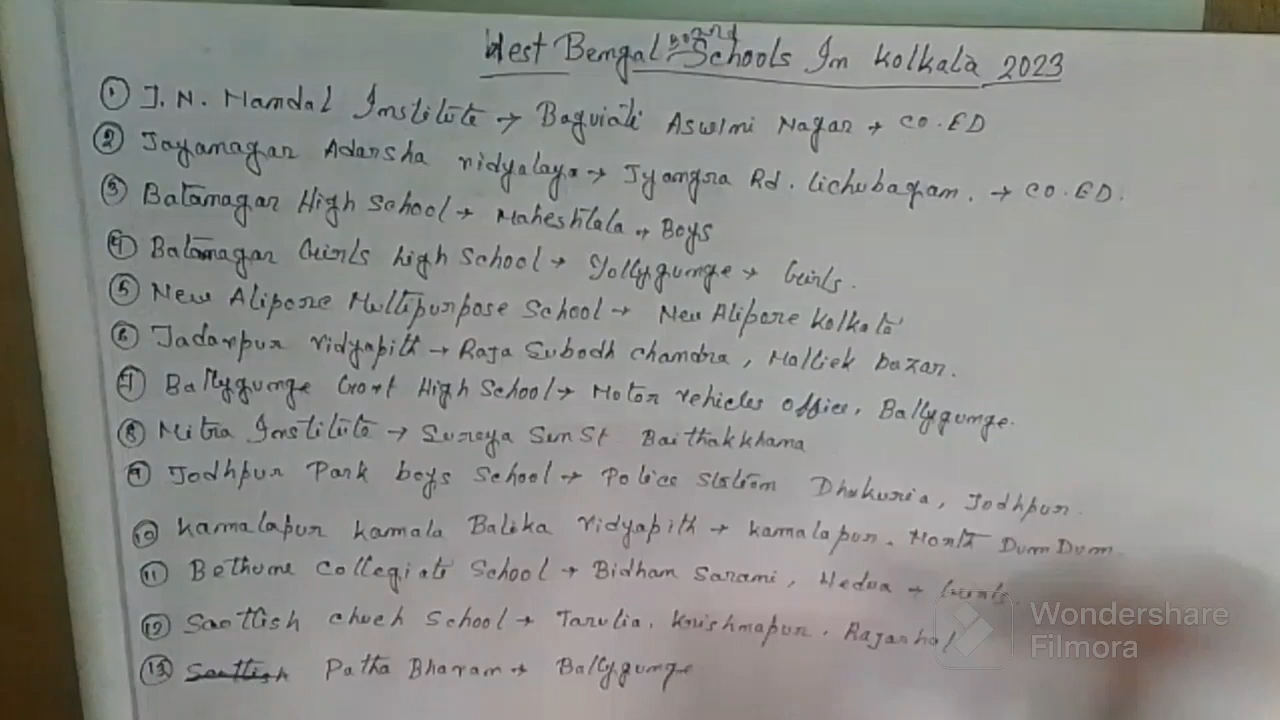 West Bengal Board Schools In Kolkata 2023
① J. N. Mandal Institute → Baguiati Aswini Nagar → CO.ED
② Jayanagar Adarsha vidyalaya → Jyangra Rd. lichubagan. → CO.ED.
③ Batanagar High School → Maheshtala → Boys
④ Batanagar Girls high School → Tollygunge → Girls.
⑤ New Alipore Multipurpose School → New Alipore Kolkata
⑥ Jadavpur vidyapith → Raja Subodh chandra, Mallick bazar.
⑦ Ballygunge Govt High School → Motor vehicles office, Ballygunge.
⑧ Mitra Institute → Sureya Sen St Baithakkhana
⑨ Jodhpur Park boys School → Police Station Dhakuria, Jodhpur.
⑩ Kamalapur Kamala Balika vidyapith → Kamalapur. North Dum Dum.
⑪ Bethune Collegiate School → Bidhan Sarani, Hedua → Girls
⑫ Scottish chuch School → Tarulia, Krishnapur. Rajarhat
⑬ Patha Bhavan → Ballygunge
Wondershare
Filmora